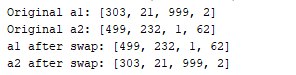 Original a1: [303, 21, 999, 2]
Original a2: [499, 232, 1, 62]
a1 after swap: [499, 232, 1, 62]
a2 after swap: [303, 21, 999, 2]